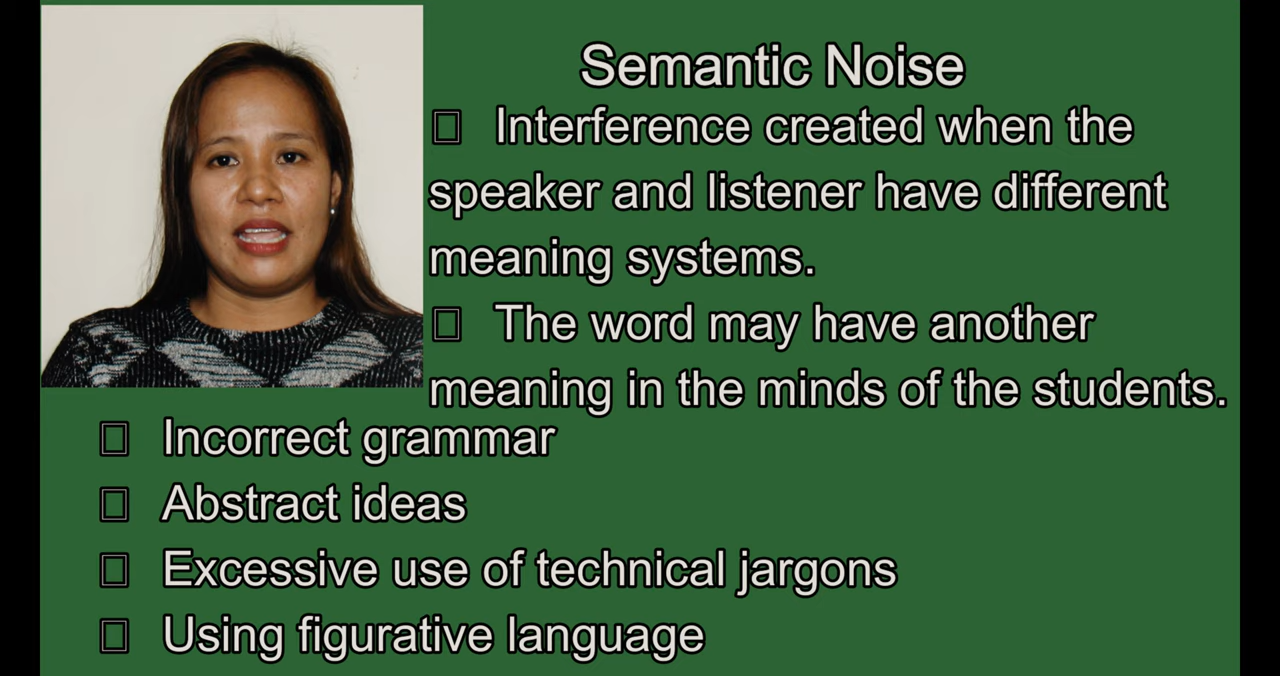 Semantic Noise
Interference created when the
speaker and listener have different
meaning systems.
The word may have another
meaning in the minds of the students.
Incorrect grammar
Abstract ideas
Excessive use of technical jargons
Using figurative language